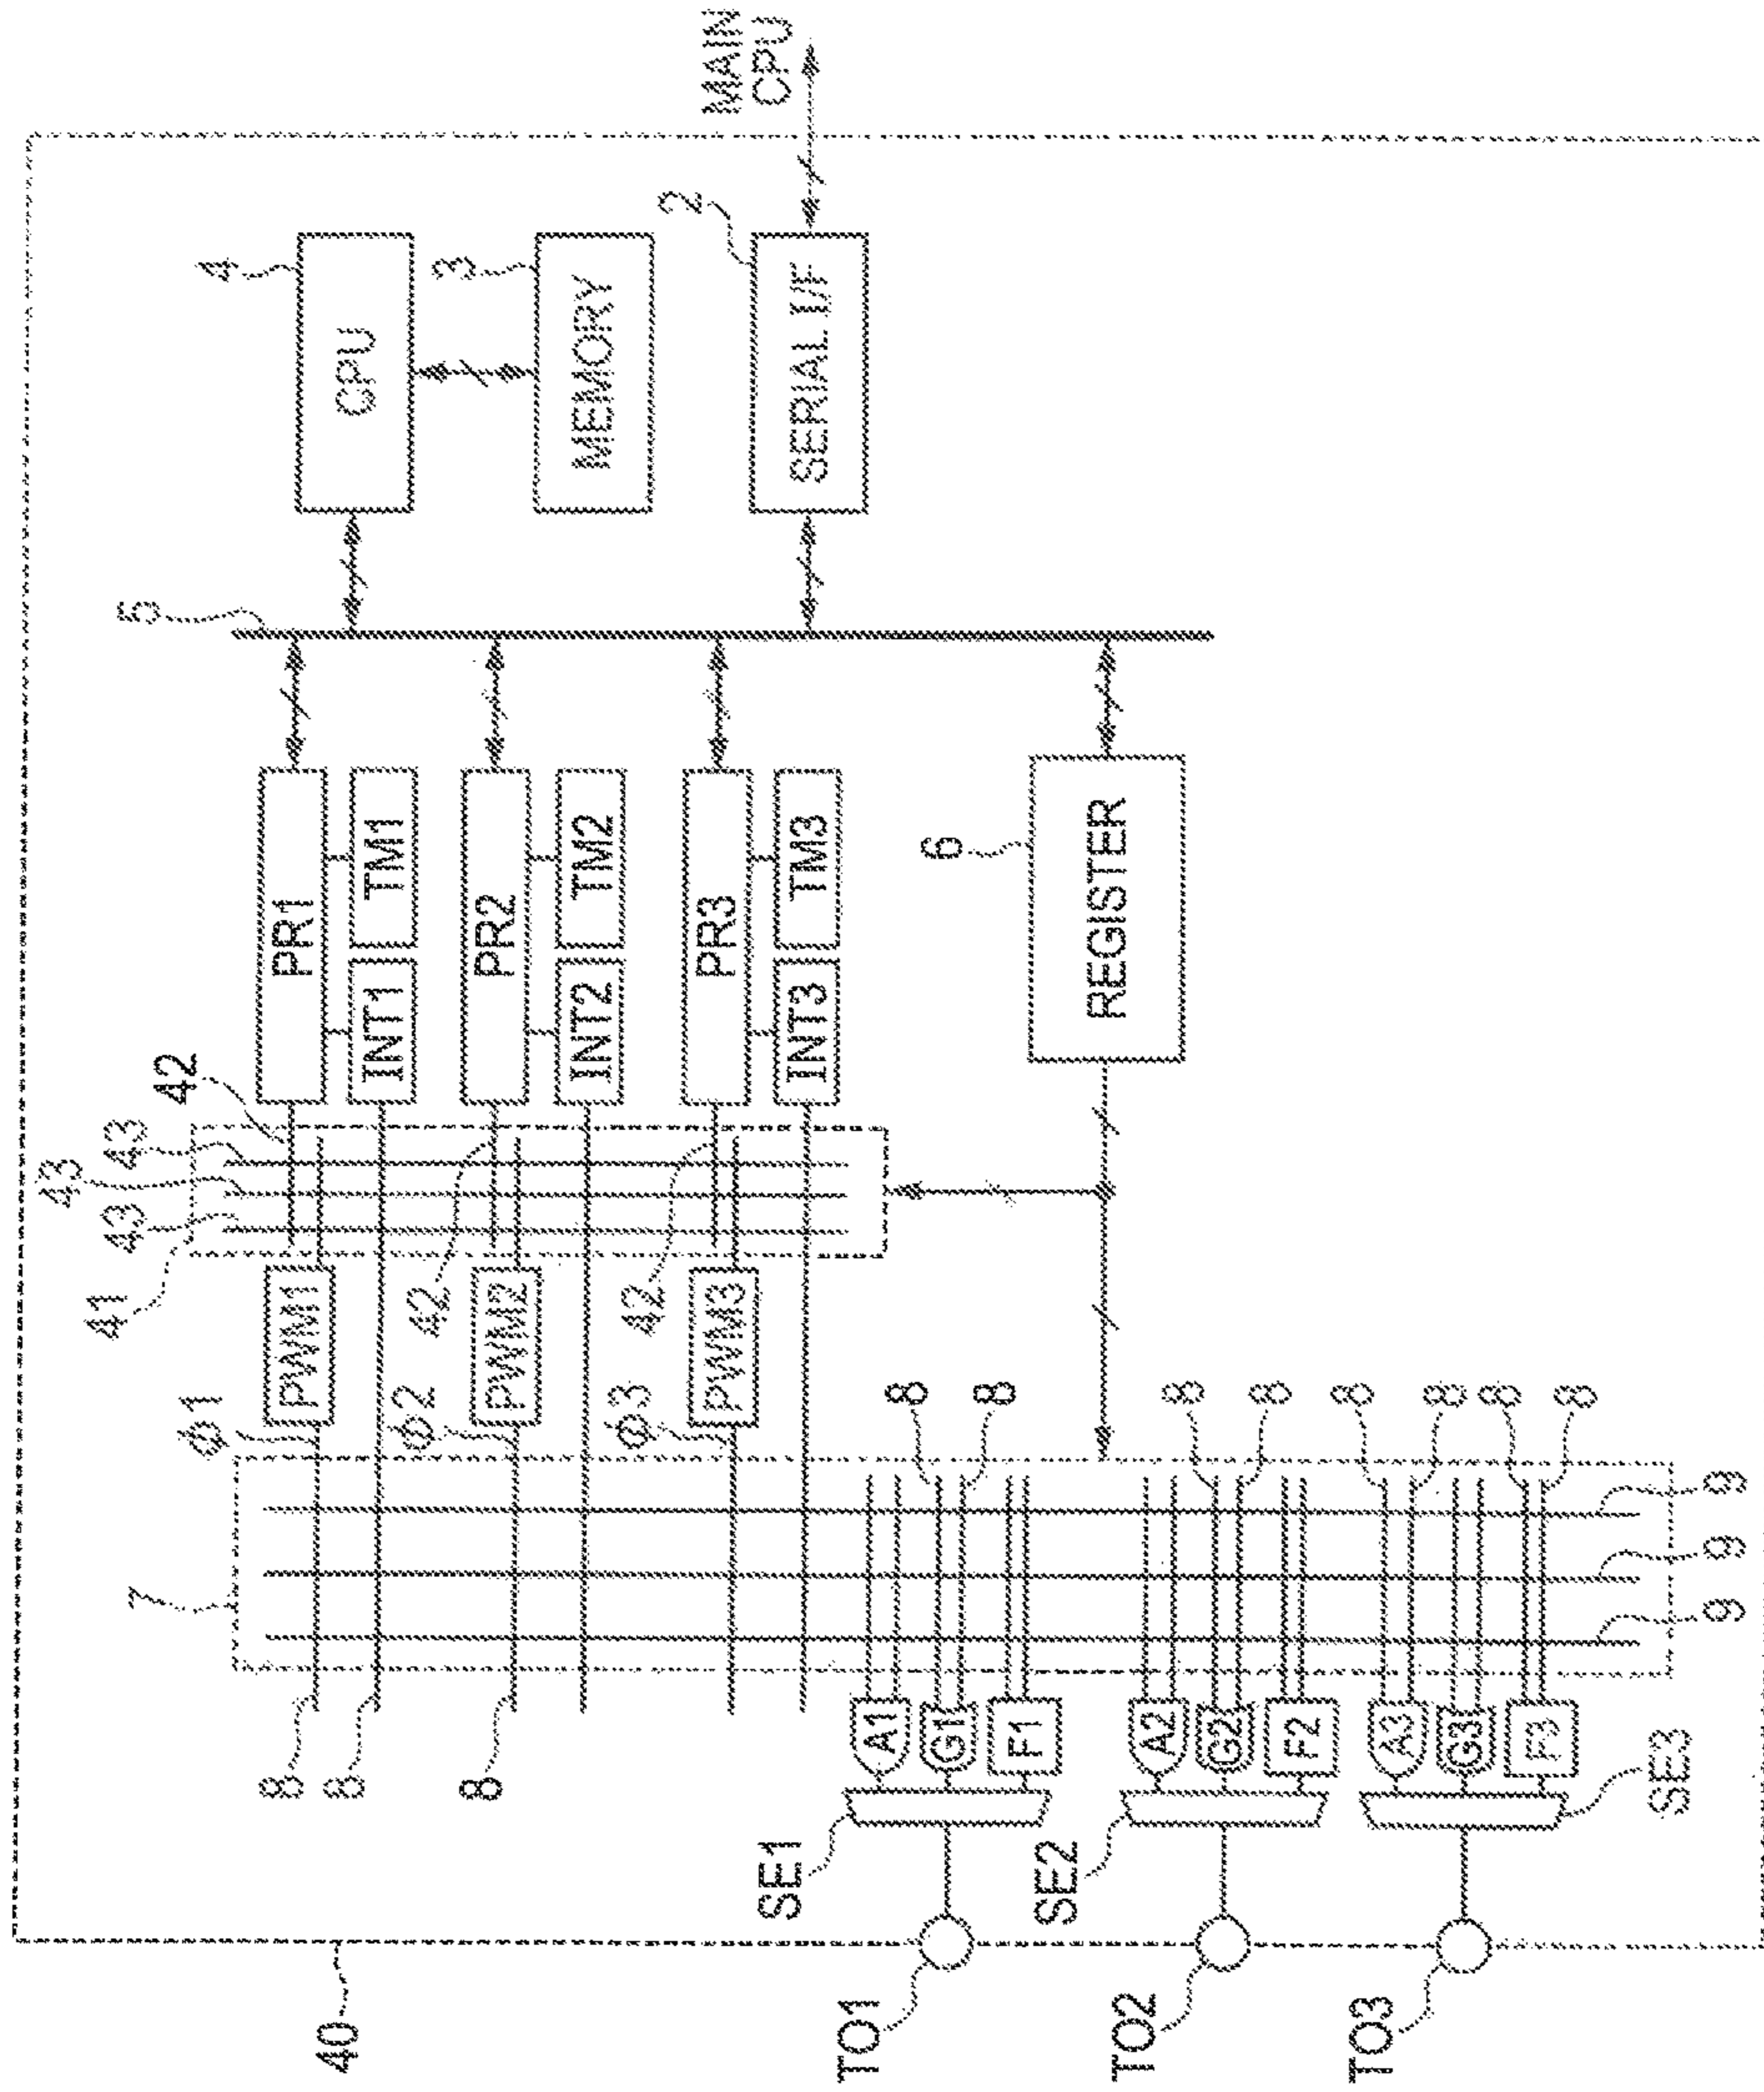 40
TO1
TO2
TO3
SE1
SE2
SE3
8
8
8
A1
G1
F1
A2
G2
F2
A3
G3
F3
7
9
9
9
Φ1
Φ2
Φ3
8
8
8
8
8
8
8
8
PWM1
PWM2
PWM3
41
43
43
43
42
42
42
PR1
INT1
TM1
PR2
INT2
TM2
PR3
INT3
TM3
6
REGISTER
5
4
CPU
3
MEMORY
2
SERIAL I/F
MAIN
CPU